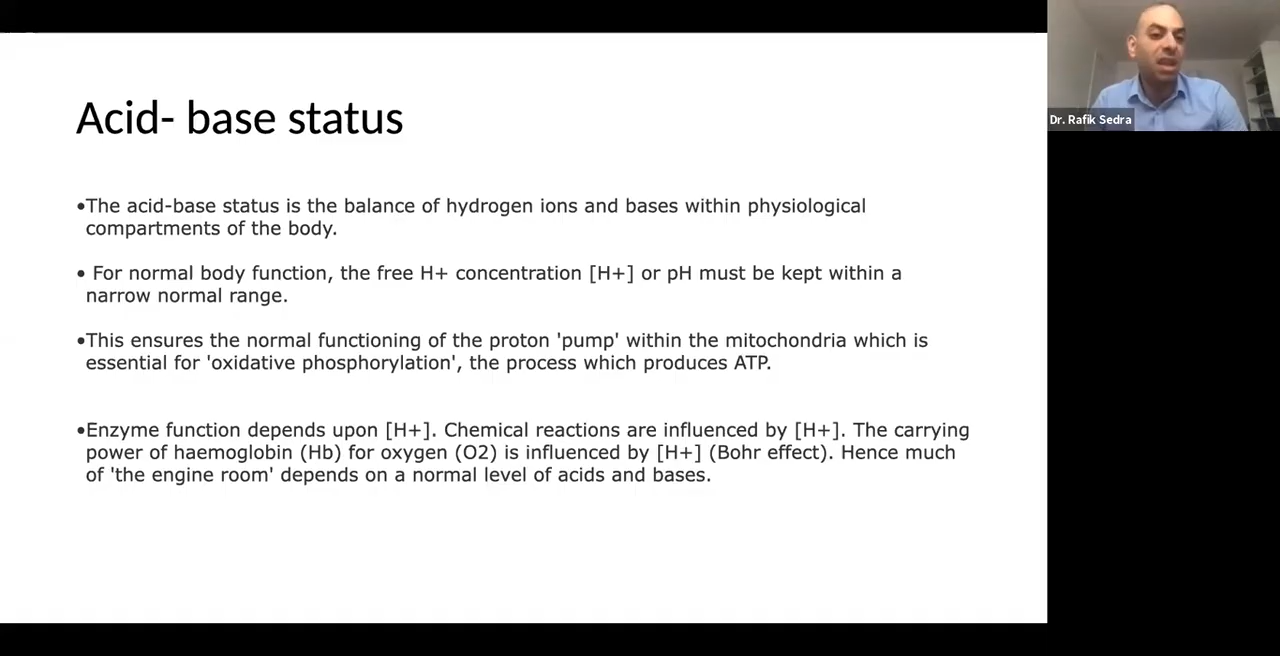 Acid- base status
•The acid-base status is the balance of hydrogen ions and bases within physiological
compartments of the body.
• For normal body function, the free H+ concentration [H+] or pH must be kept within a
narrow normal range.
•This ensures the normal functioning of the proton 'pump' within the mitochondria which is
essential for 'oxidative phosphorylation', the process which produces ATP.
•Enzyme function depends upon [H+]. Chemical reactions are influenced by [H+]. The carrying
power of haemoglobin (Hb) for oxygen (O2) is influenced by [H+] (Bohr effect). Hence much
of 'the engine room' depends on a normal level of acids and bases.
Dr. Rafik Sedra